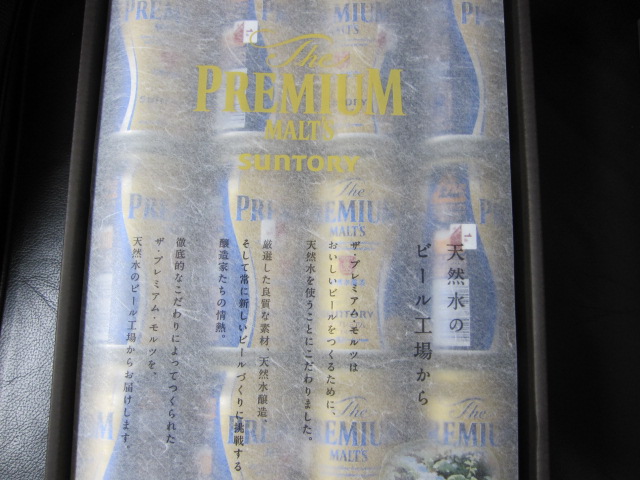 The
PREMIUM
MALT'S
SUNTORY
天然水の
ビール工場から
ザ・プレミアム・モルツは
おいしいビールをつくるために、
天然水を使うことにこだわりました。
厳選した良質な素材、天然水醸造、
そして常に新しいビールづくりに挑戦する
醸造家たちの情熱。
徹底的なこだわりによってつくられた
ザ・プレミアム・モルツを、
天然水のビール工場からお届けします。